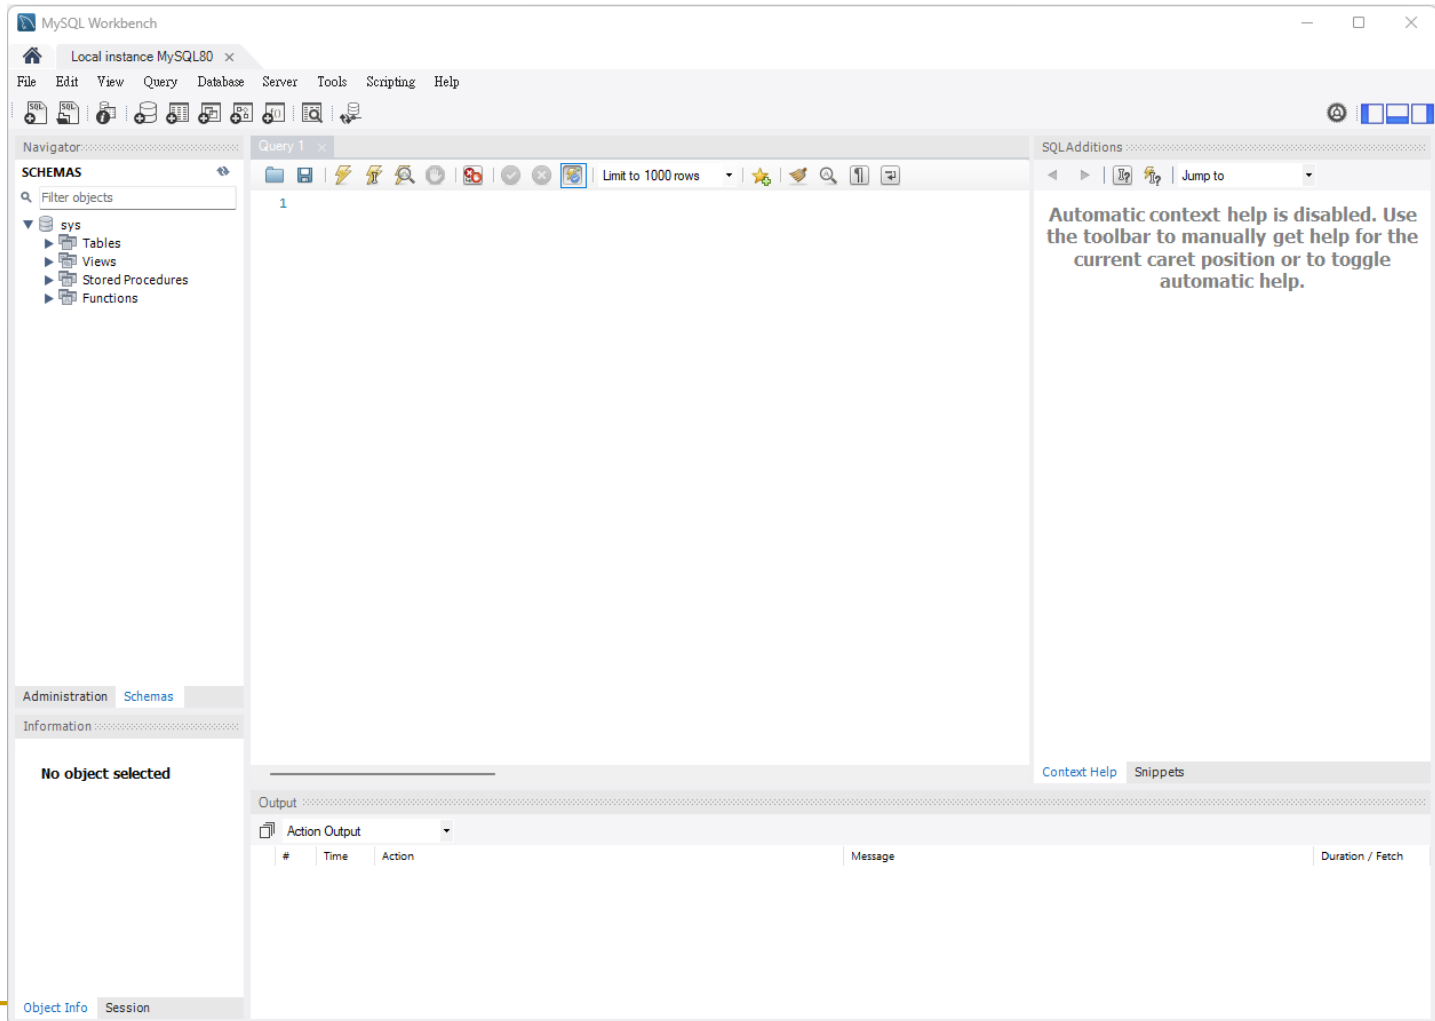 MySQL Workbench
Local instance MySQL80
File Edit View Query Database Server Tools Scripting Help
Navigator
SCHEMAS
Filter objects
sys
Tables
Views
Stored Procedures
Functions
Administration Schemas
Information
No object selected
Object Info Session
Query 1
Limit to 1000 rows
1
SQLAdditions
Jump to
Automatic context help is disabled. Use
the toolbar to manually get help for the
current caret position or to toggle
automatic help.
Context Help Snippets
Output
Action Output
# Time Action Message Duration / Fetch